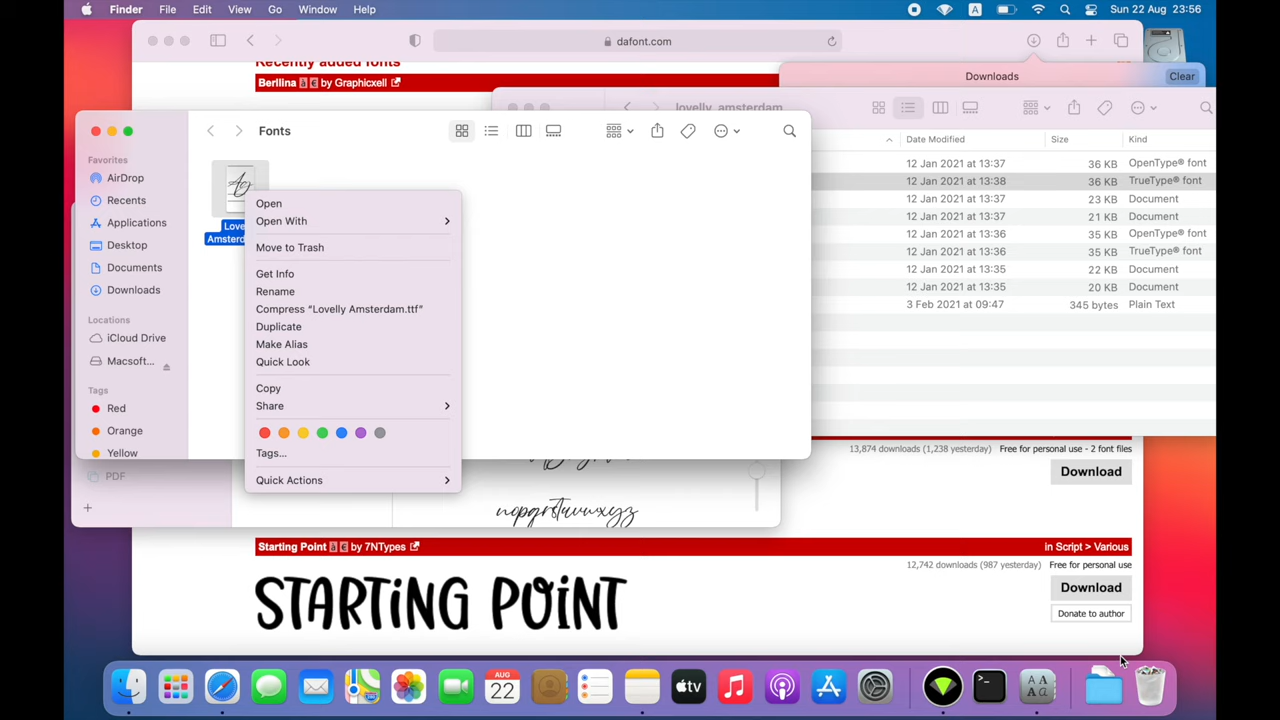 Finder File Edit View Go Window Help
A
Sun 22 Aug 23:56
dafont.com
Recently added fonts
Berllina à € by Graphicxell
Downloads
Clear
lovelly_amsterdam
Date Modified Size Kind
12 Jan 2021 at 13:37 36 KB OpenType® font
12 Jan 2021 at 13:38 36 KB TrueType® font
12 Jan 2021 at 13:37 23 KB Document
12 Jan 2021 at 13:37 21 KB Document
12 Jan 2021 at 13:36 35 KB OpenType® font
12 Jan 2021 at 13:36 35 KB TrueType® font
12 Jan 2021 at 13:35 22 KB Document
12 Jan 2021 at 13:35 20 KB Document
3 Feb 2021 at 09:47 345 bytes Plain Text
Fonts
Favorites
AirDrop
Recents
Applications
Desktop
Documents
Downloads
Locations
iCloud Drive
Macsoft...
Tags
Red
Orange
Yellow
PDF
Open
Open With
Move to Trash
Get Info
Rename
Compress “Lovelly Amsterdam.ttf”
Duplicate
Make Alias
Quick Look
Copy
Share
Tags...
Quick Actions
nopqrstuvwxyz
13,874 downloads (1,238 yesterday) Free for personal use - 2 font files
Download
Starting Point à € by 7NTypes
in Script > Various
12,742 downloads (987 yesterday) Free for personal use
Download
Donate to author
STARTING POINT
AUG
22
tv